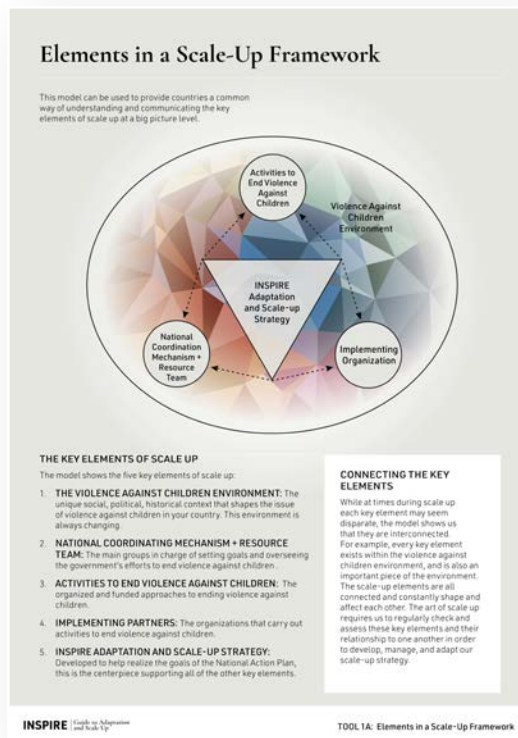 Elements in a Scale-Up Framework
This model can be used to provide countries a common
way of understanding and communicating the key
elements of scale up at a big picture level.
Activities to
End Violence
Against
Children
Violence Against
Children
Environment
INSPIRE
Adaptation
and Scale-up
Strategy
National
Coordination
Mechanism +
Resource
Team
Implementing
Organization
THE KEY ELEMENTS OF SCALE UP
The model shows the five key elements of scale up:
1. THE VIOLENCE AGAINST CHILDREN ENVIRONMENT: The
unique social, political, historical context that shapes the issue
of violence against children in your country. This environment is
always changing.
2. NATIONAL COORDINATING MECHANISM + RESOURCE
TEAM: The main groups in charge of setting goals and overseeing
the government's efforts to end violence against children.
3. ACTIVITIES TO END VIOLENCE AGAINST CHILDREN: The
organized and funded approaches to ending violence against
children.
4. IMPLEMENTING PARTNERS: The organizations that carry out
activities to end violence against children.
5. INSPIRE ADAPTATION AND SCALE-UP STRATEGY:
Developed to help realize the goals of the National Action Plan,
this is the centerpiece supporting all of the other key elements.
CONNECTING THE KEY
ELEMENTS
While at times during scale up
each key element may seem
disparate, the model shows us
that they are interconnected.
For example, every key element
exists within the violence against
children environment, and is also an
important piece of the environment.
The scale-up elements are all
connected and constantly shape and
affect each other. The art of scale up
requires us to regularly check and
assess these key elements and their
relationship to one another in order
to develop, manage, and adapt our
scale-up strategy.
INSPIRE | Guide to Adaptation
and Scale Up
TOOL 1A: Elements in a Scale-Up Framework